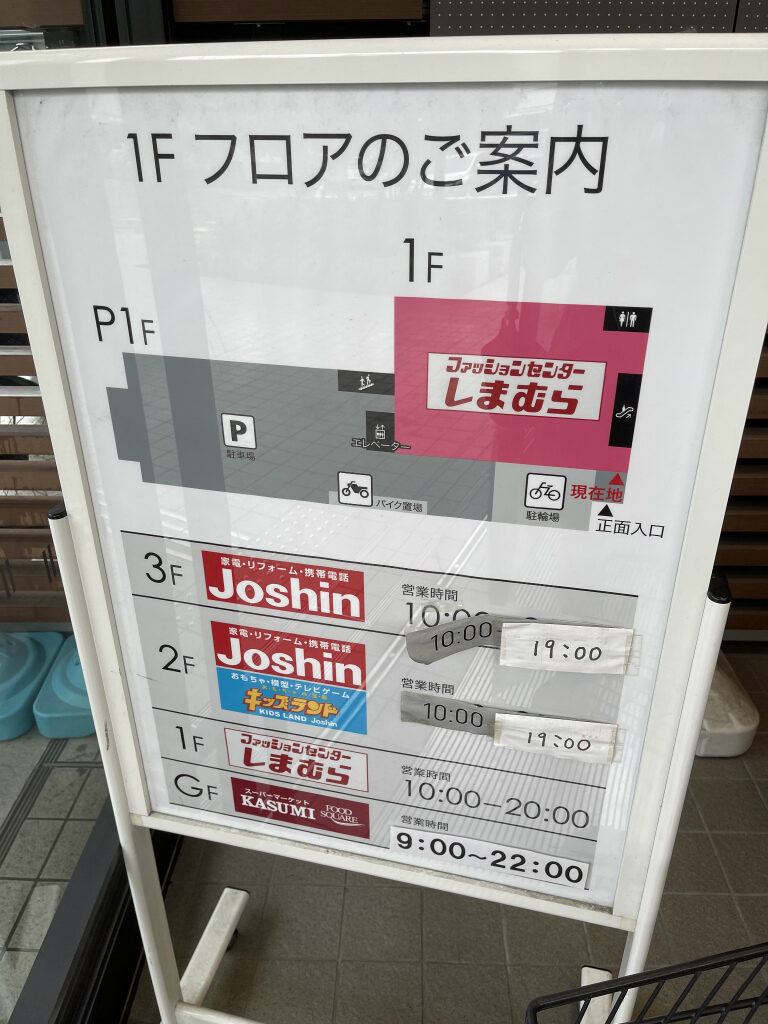 1F フロアのご案内
1F
P1F
ファッションセンター
しまむら
P
駐車場
エレベーター
バイク置場
駐輪場
現在地
正面入口
3F
家電・リフォーム・携帯電話
Joshin
営業時間
10:00
10:00-
19:00
2F
家電・リフォーム・携帯電話
Joshin
おもちゃ・模型・テレビゲーム
キッズランド
KIDS LAND Joshin
営業時間
10:00
19:00
1F
ファッションセンター
しまむら
営業時間
10:00-20:00
GF
スーパーマーケット
KASUMI FOOD SQUARE
営業時間
9:00~22:00